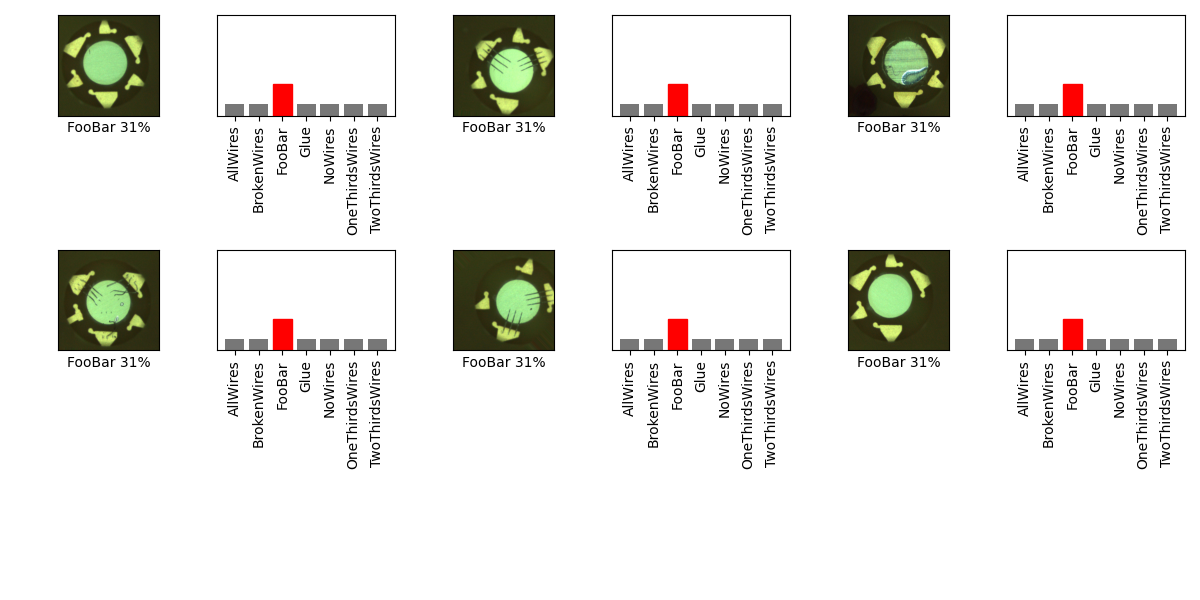 FooBar 31%
AllWires
BrokenWires
FooBar
Glue
NoWires
OneThirdsWires
TwoThirdsWires
FooBar 31%
AllWires
BrokenWires
FooBar
Glue
NoWires
OneThirdsWires
TwoThirdsWires
FooBar 31%
AllWires
BrokenWires
FooBar
Glue
NoWires
OneThirdsWires
TwoThirdsWires
FooBar 31%
AllWires
BrokenWires
FooBar
Glue
NoWires
OneThirdsWires
TwoThirdsWires
FooBar 31%
AllWires
BrokenWires
FooBar
Glue
NoWires
OneThirdsWires
TwoThirdsWires
FooBar 31%
AllWires
BrokenWires
FooBar
Glue
NoWires
OneThirdsWires
TwoThirdsWires